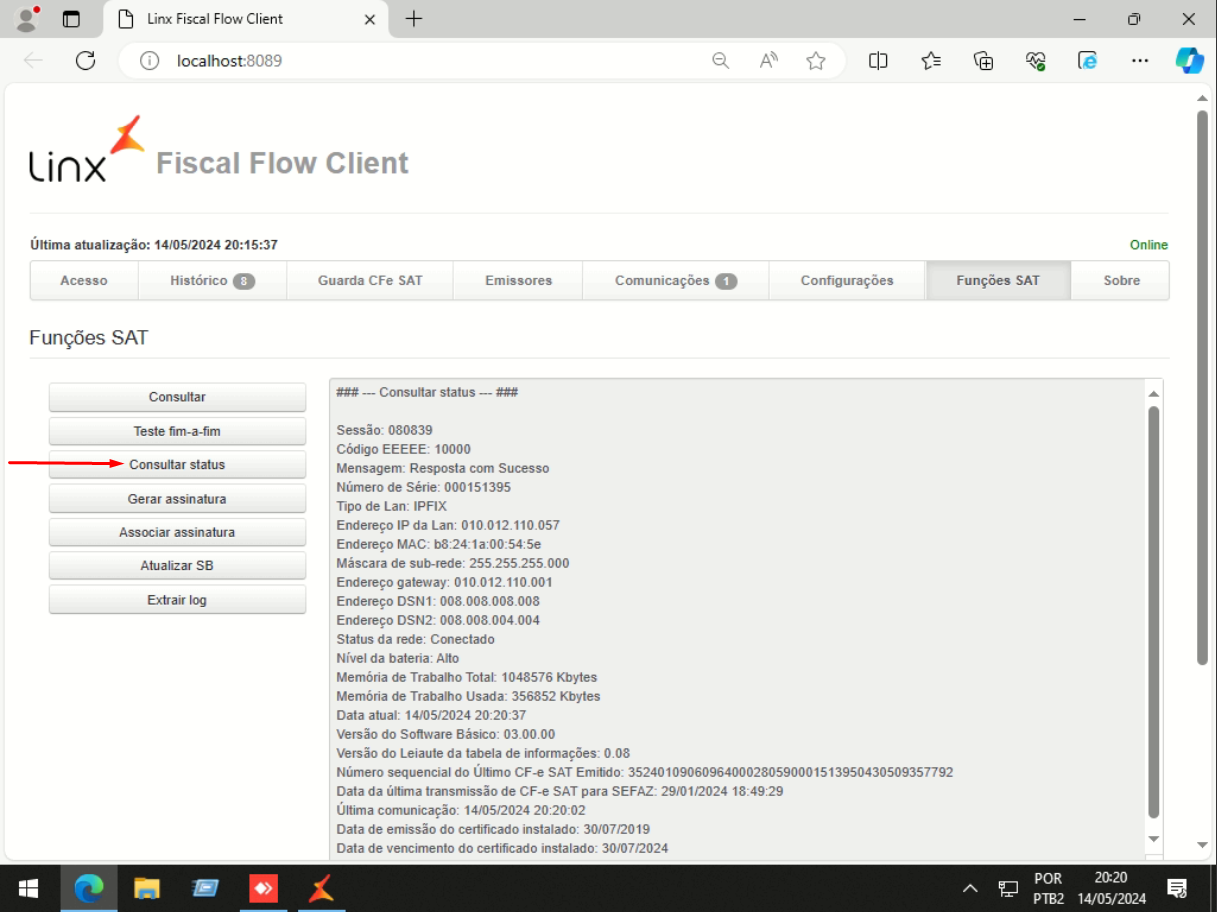 Linx Fiscal Flow Client
localhost:8089
Linx Fiscal Flow Client
Última atualização: 14/05/2024 20:15:37
Online
Acesso
Histórico 8
Guarda CFe SAT
Emissores
Comunicações 1
Configurações
Funções SAT
Sobre
Funções SAT
Consultar
Teste fim-a-fim
Consultar status
Gerar assinatura
Associar assinatura
Atualizar SB
Extrair log
### --- Consultar status --- ###
Sessão: 080839
Código EEEEE: 10000
Mensagem: Resposta com Sucesso
Número de Série: 000151395
Tipo de Lan: IPFIX
Endereço IP da Lan: 010.012.110.057
Endereço MAC: b8:24:1a:00:54:5e
Máscara de sub-rede: 255.255.255.000
Endereço gateway: 010.012.110.001
Endereço DSN1: 008.008.008.008
Endereço DSN2: 008.008.004.004
Status da rede: Conectado
Nível da bateria: Alto
Memória de Trabalho Total: 1048576 Kbytes
Memória de Trabalho Usada: 356852 Kbytes
Data atual: 14/05/2024 20:20:37
Versão do Software Básico: 03.00.00
Versão do Leiaute da tabela de informações: 0.08
Número sequencial do Último CF-e SAT Emitido: 35240109060964000280590001513950430509357792
Data da última transmissão de CF-e SAT para SEFAZ: 29/01/2024 18:49:29
Última comunicação: 14/05/2024 20:20:02
Data de emissão do certificado instalado: 30/07/2019
Data de vencimento do certificado instalado: 30/07/2024
POR
PTB2
20:20
14/05/2024